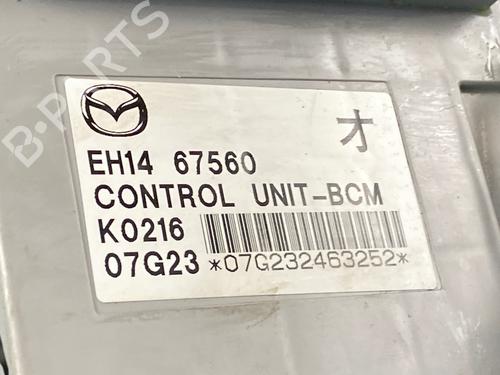 B-PARTS
オ
EH14 67560
CONTROL UNIT-BCM
K0216
07G23 *07G232463252*